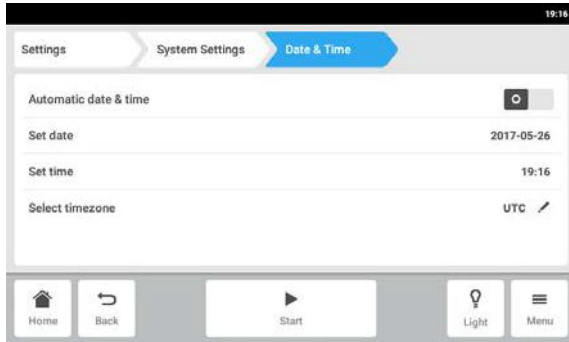 19:16
Settings System Settings Date & Time
Automatic date & time
Set date 2017-05-26
Set time 19:16
Select timezone UTC
Home Back Start Light Menu